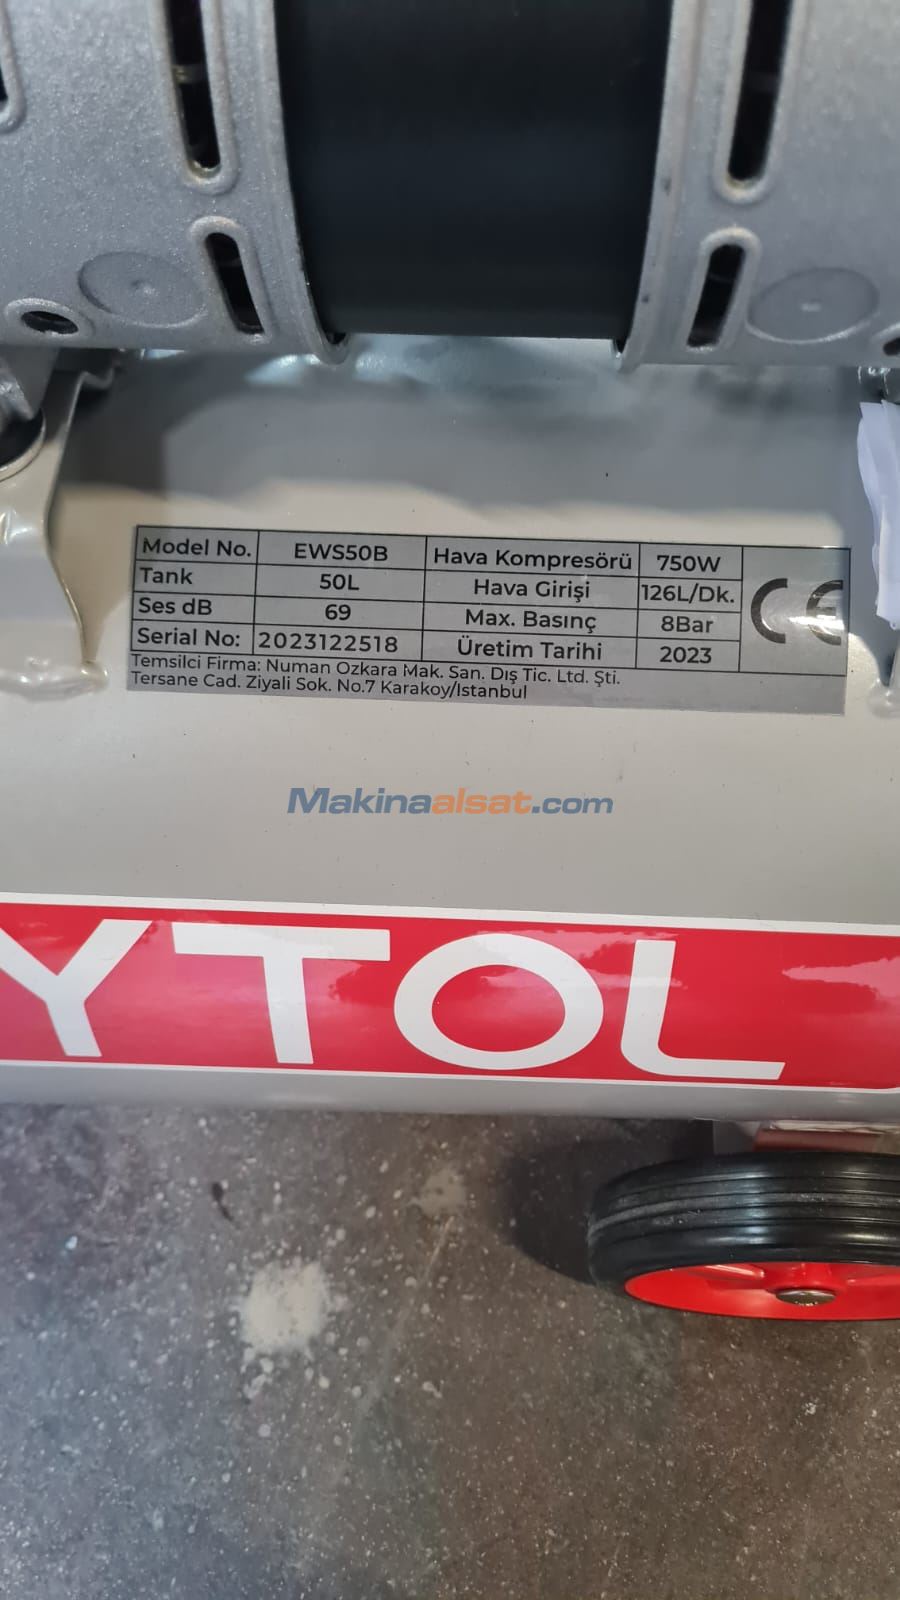 Model No. EWS50B Hava Kompresörü 750W
Tank 50L Hava Girişi 126L/Dk.
Ses dB 69 Max. Basınç 8Bar
Serial No: 2023122518 Üretim Tarihi 2023
CE
Temsilci Firma: Numan Ozkara Mak. San. Dış Tic. Ltd. Şti.
Tersane Cad. Ziyali Sok. No.7 Karakoy/Istanbul
Makinaalsat.com
YTOL